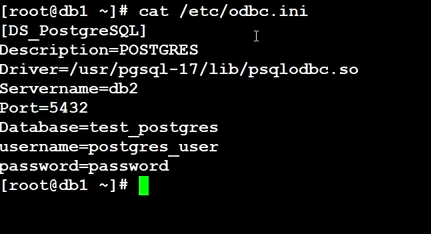 [root@db1 ~]# cat /etc/odbc.ini
[DS_PostgreSQL]
Description=POSTGRES
Driver=/usr/pgsql-17/lib/psqlodbc.so
Servername=db2
Port=5432
Database=test_postgres
username=postgres_user
password=password
[root@db1 ~]#